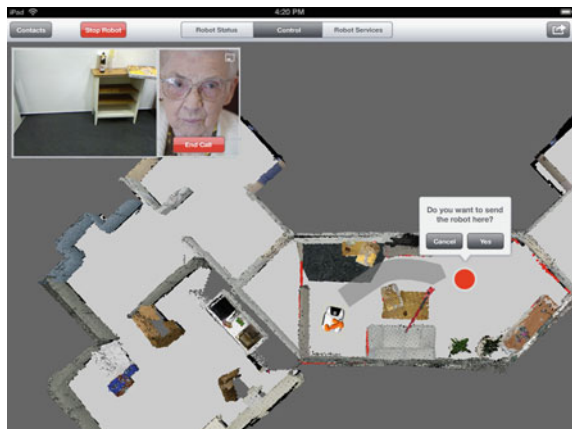 iPad
4:20 PM
Contacts
Stop Robot
Robot Status
Control
Robot Services
End Call
Do you want to send
the robot here?
Cancel
Yes